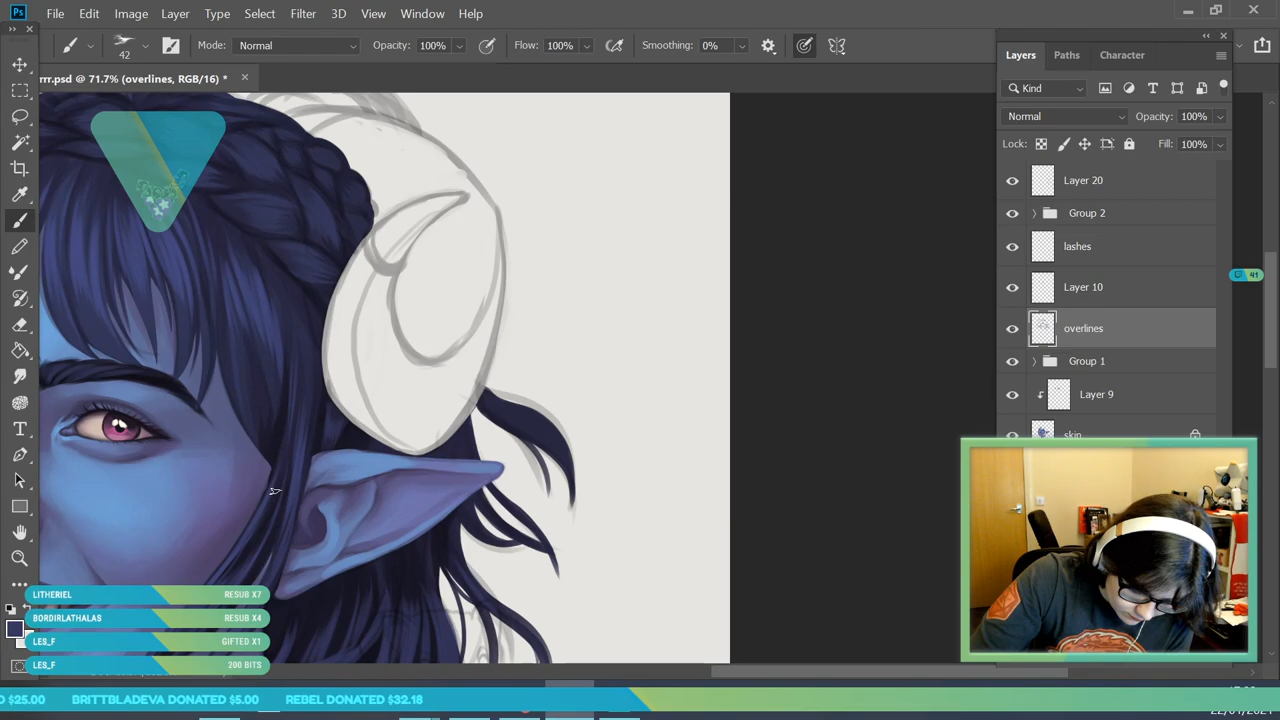 Ps File Edit Image Layer Type Select Filter 3D View Window Help
42 Mode: Normal Opacity: 100% Flow: 100% Smoothing: 0%
rrr.psd @ 71.7% (overlines, RGB/16) *
Layers Paths Character
Kind
Normal Opacity: 100%
Lock: Fill: 100%
Layer 20
Group 2
lashes
41
Layer 10
overlines
Group 1
Layer 9
skin
LITHERIEL RESUB X7
BORDIRLATHALAS RESUB X4
LES_F GIFTED X1
LES_F 200 BITS
D $25.00 BRITTBLADEVA DONATED $5.00 REBEL DONATED $32.18